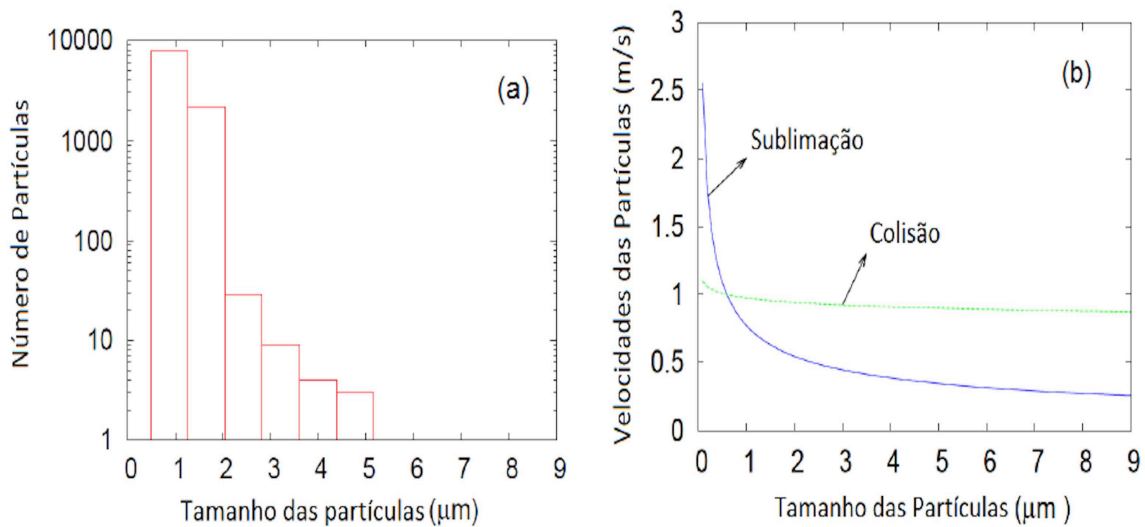 10000
1000
100
10
1
Número de Partículas
(a)
0 1 2 3 4 5 6 7 8 9
Tamanho das partículas (μm)
3
2.5
2
1.5
1
0.5
0
Velocidades das Partículas (m/s)
(b)
Sublimação
Colisão
0 1 2 3 4 5 6 7 8 9
Tamanho das Partículas (μm )